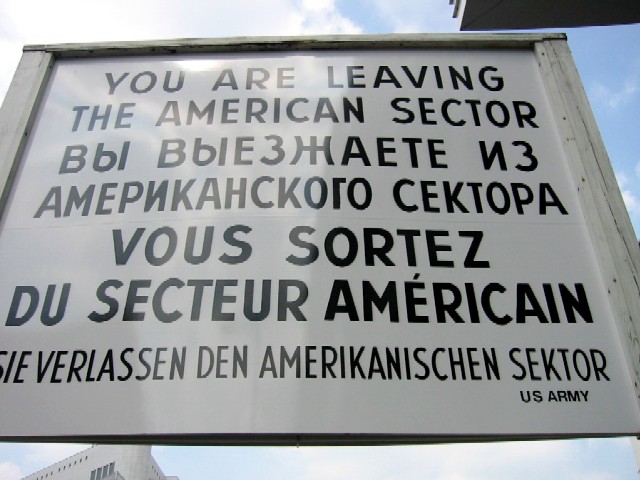 YOU ARE LEAVING
THE AMERICAN SECTOR
ВЫ ВЫЕЗЖАЕТЕ ИЗ
АМЕРИКАНСКОГО СЕКТОРА
VOUS SORTEZ
DU SECTEUR AMÉRICAIN
SIE VERLASSEN DEN AMERIKANISCHEN SEKTOR
US ARMY